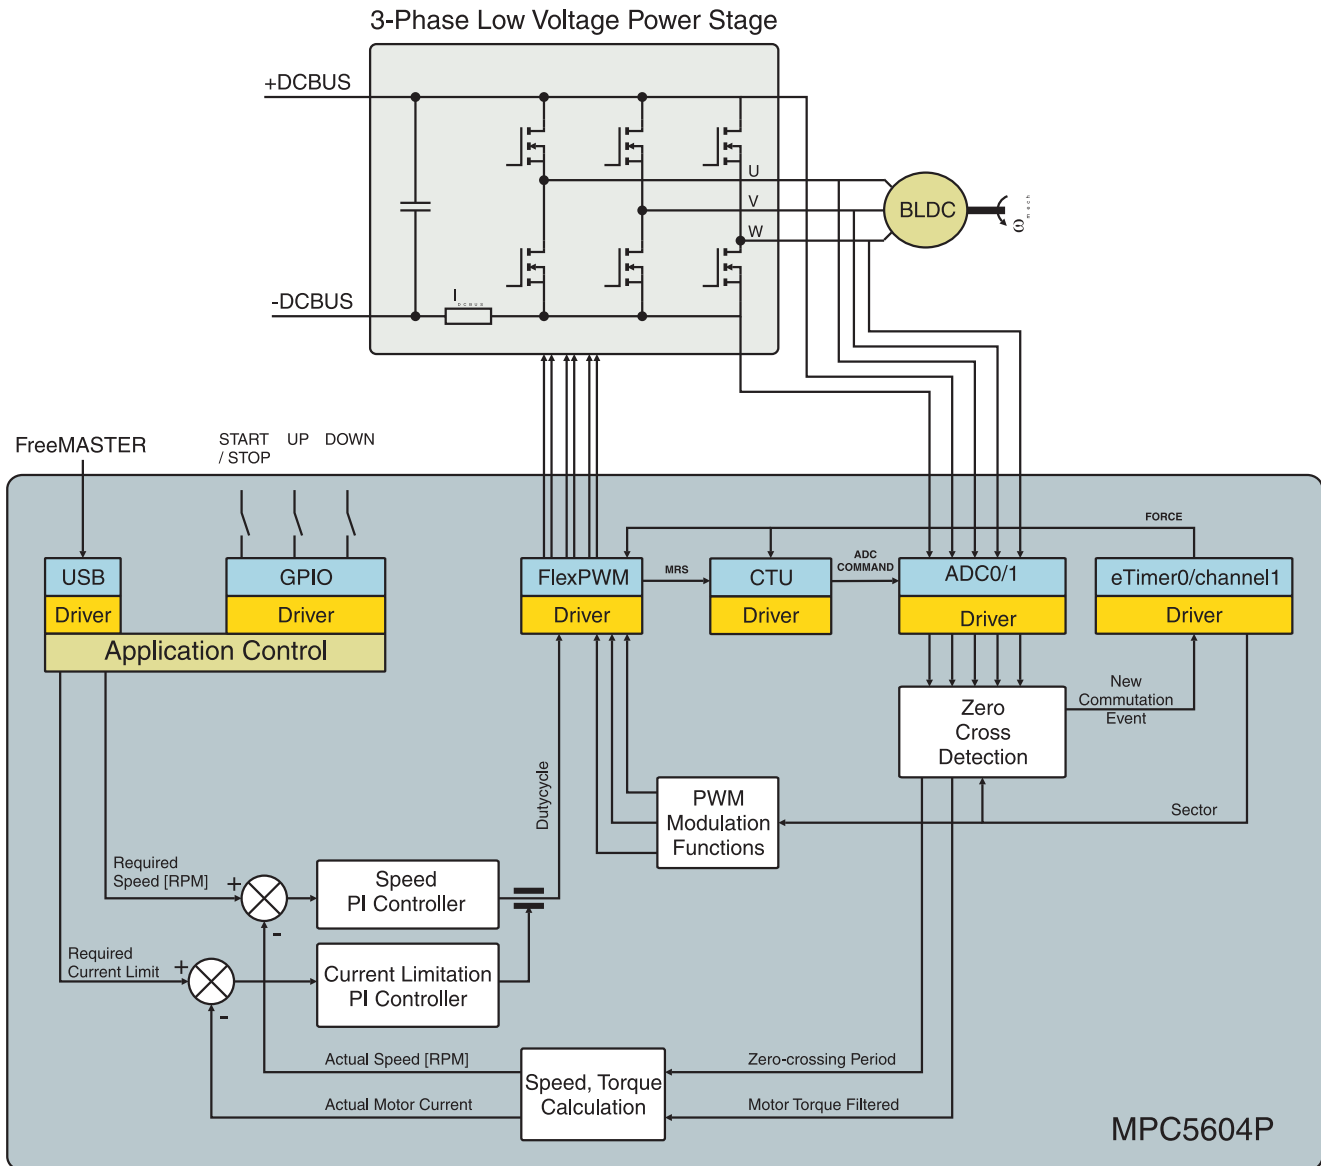 3-Phase Low Voltage Power Stage
+DCBUS
U
V
W
BLDC
ω mech
-DCBUS
I DCBUS
FreeMASTER
START
/ STOP
UP
DOWN
FORCE
USB
Driver
GPIO
Driver
Application Control
FlexPWM
Driver
MRS
CTU
Driver
ADC
COMMAND
ADC0/1
Driver
eTimer0/channel1
Driver
Zero
Cross
Detection
New
Commutation
Event
Dutycycle
PWM
Modulation
Functions
Sector
Required
Speed [RPM]
+
-
Speed
PI Controller
Required
Current Limit
+
-
Current Limitation
PI Controller
Actual Speed [RPM]
Actual Motor Current
Speed, Torque
Calculation
Zero-crossing Period
Motor Torque Filtered
MPC5604P